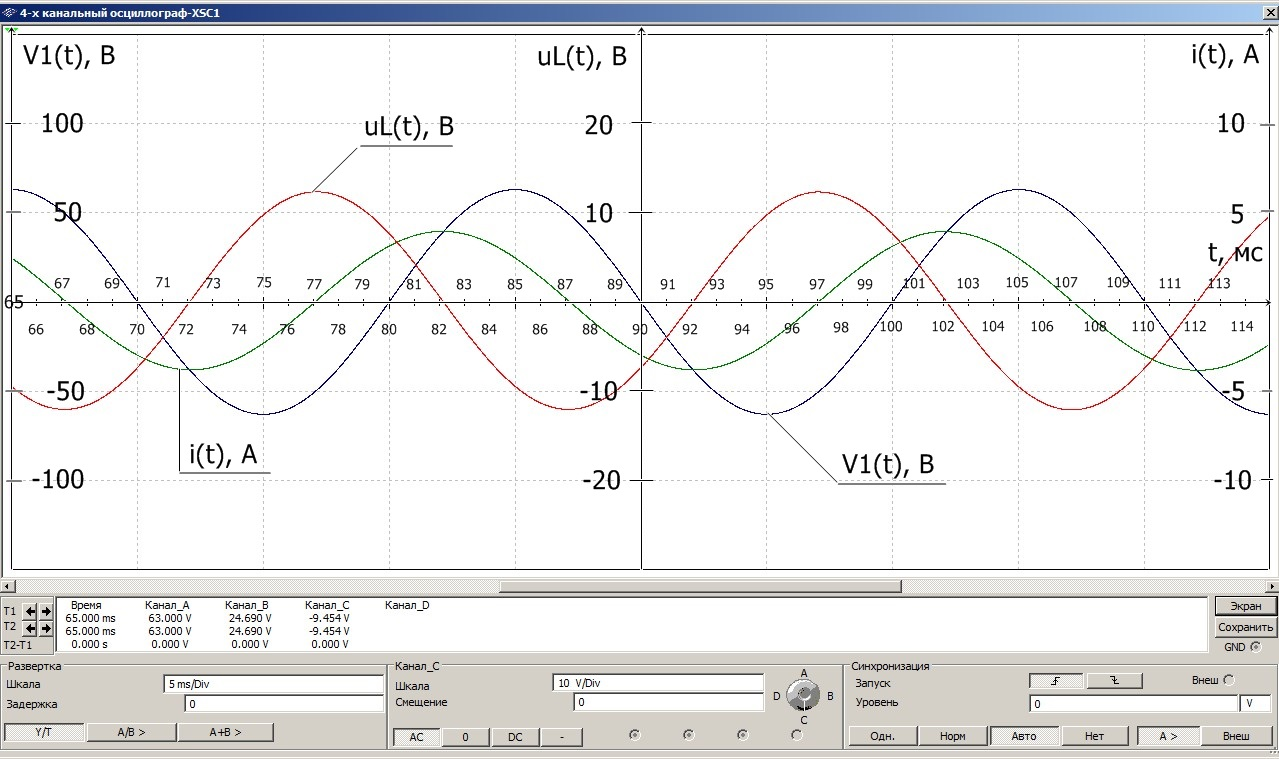 4-х канальный осциллограф-XSC1
V1(t), В
uL(t), В
i(t), А
100
20
10
uL(t), В
50
10
5
t, мс
67 69 71 73 75 77 79 81 83 85 87 89 91 93 95 97 99 101 103 105 107 109 111 113
65
66 68 70 72 74 76 78 80 82 84 86 88 90 92 94 96 98 100 102 104 106 108 110 112 114
-50
-10
-5
i(t), А
V1(t), В
-100
-20
-10
Время Канал_A Канал_B Канал_C Канал_D
T1 65.000 ms 63.000 V 24.690 V -9.454 V
T2 65.000 ms 63.000 V 24.690 V -9.454 V
T2-T1 0.000 s 0.000 V 0.000 V 0.000 V
Экран
Сохранить
GND
Развертка
Шкала 5 ms/Div
Задержка 0
Y/T A/B > A+B >
Канал_C
Шкала 10 V/Div
Смещение 0
AC 0 DC -
A
D B
C
Синхронизация
Запуск Внеш
Уровень 0 V
Одн. Норм Авто Нет A > Внеш